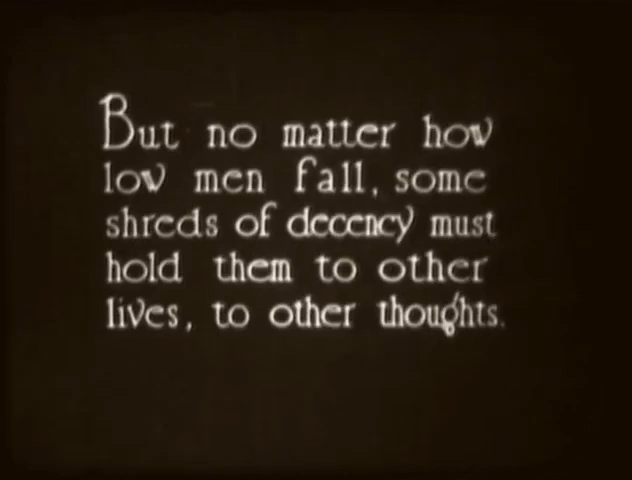 But no matter how
low men fall, some
shreds of decency must
hold them to other
lives, to other thoughts.